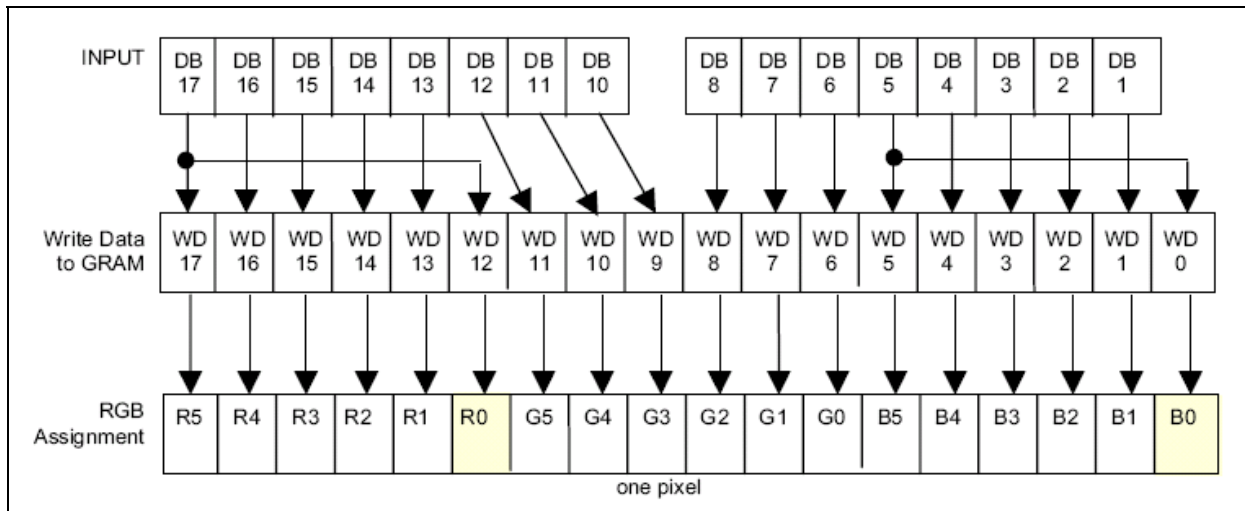 INPUT DB DB DB DB DB DB DB DB DB DB DB DB DB DB DB DB
17 16 15 14 13 12 11 10 8 7 6 5 4 3 2 1
Write Data WD WD WD WD WD WD WD WD WD WD WD WD WD WD WD WD WD WD
to GRAM 17 16 15 14 13 12 11 10 9 8 7 6 5 4 3 2 1 0
RGB R5 R4 R3 R2 R1 R0 G5 G4 G3 G2 G1 G0 B5 B4 B3 B2 B1 B0
Assignment
one pixel